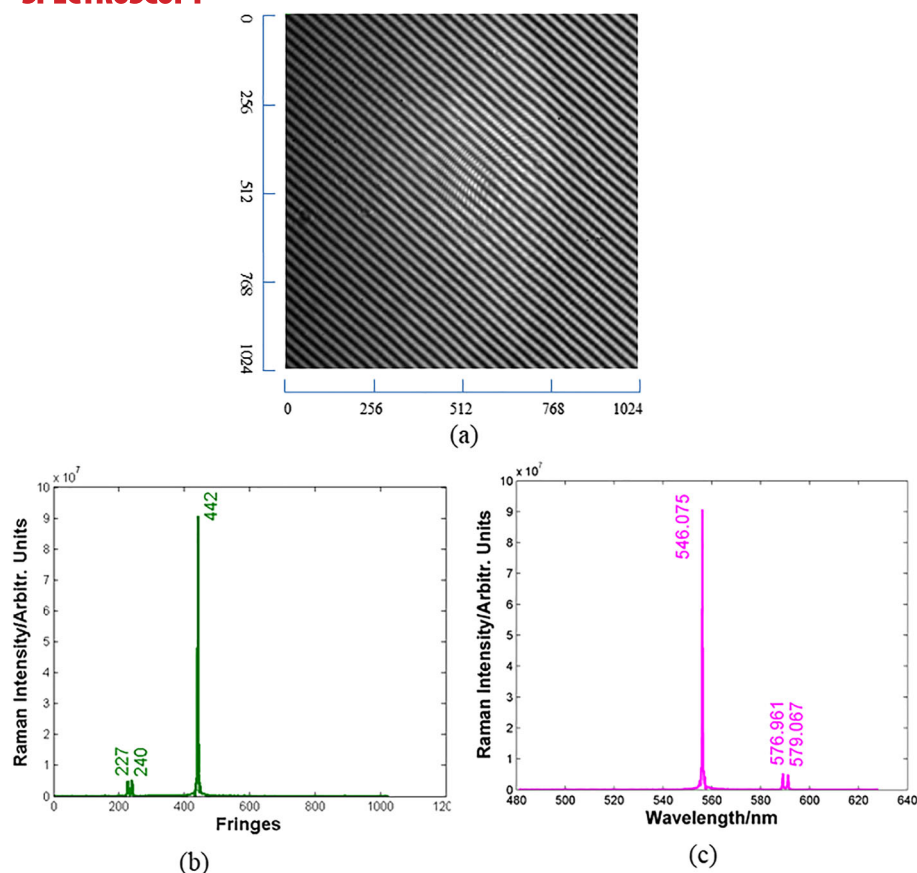 SPECTROSCOPY
0
256
512
768
1024
0 256 512 768 1024
(a)
x 10^7
10
9
8
7
6
5
4
3
2
1
0
0 200 400 600 800 1000 120
227
240
442
Raman Intensity/Arbitr. Units
Fringes
(b)
x 10^7
10
9
8
7
6
5
4
3
2
1
0
480 500 520 540 560 580 600 620 640
546.075
576.961
579.067
Raman Intensity/Arbitr. Units
Wavelength/nm
(c)